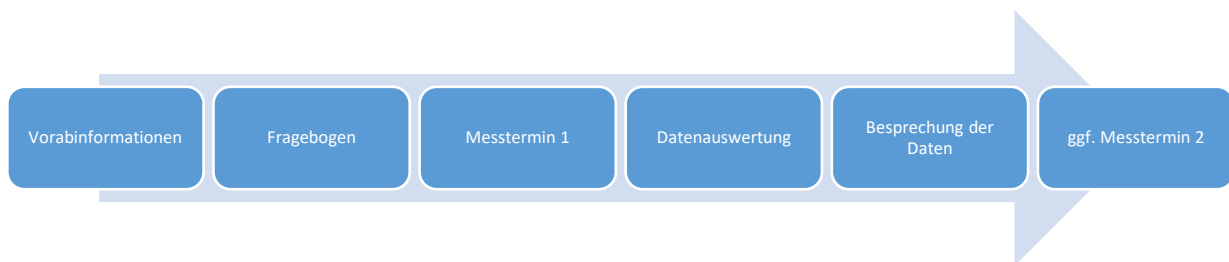 Vorabinformationen
Fragebogen
Messtermin 1
Datenauswertung
Besprechung der
Daten
ggf. Messtermin 2